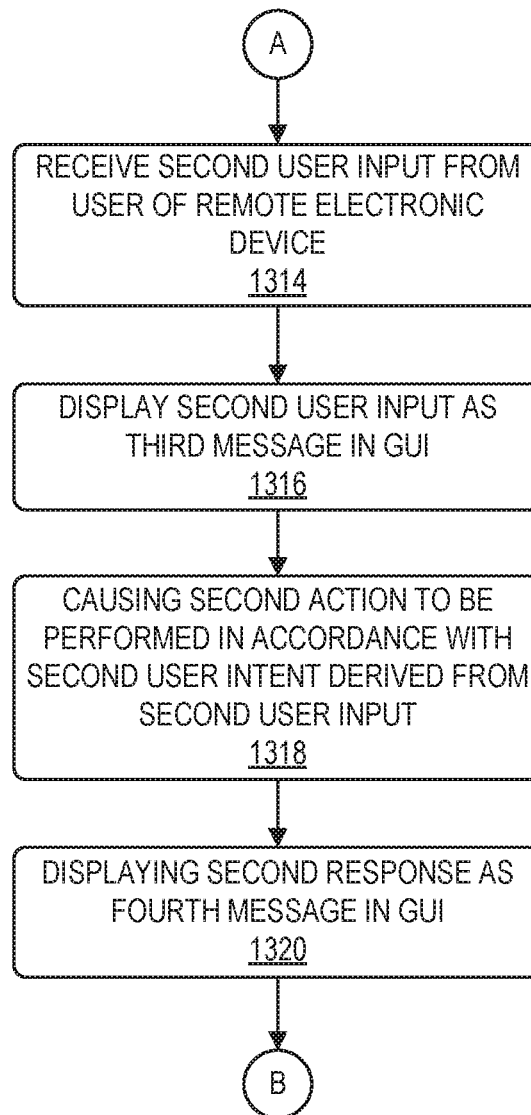 A
RECEIVE SECOND USER INPUT FROM
USER OF REMOTE ELECTRONIC
DEVICE
1314
DISPLAY SECOND USER INPUT AS
THIRD MESSAGE IN GUI
1316
CAUSING SECOND ACTION TO BE
PERFORMED IN ACCORDANCE WITH
SECOND USER INTENT DERIVED FROM
SECOND USER INPUT
1318
DISPLAYING SECOND RESPONSE AS
FOURTH MESSAGE IN GUI
1320
B